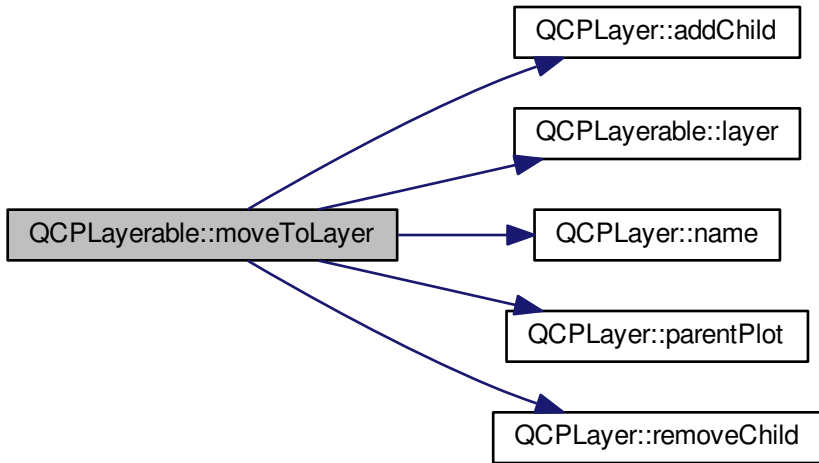 QCPLayer::addChild
QCPLayerable::layer
QCPLayerable::moveToLayer
QCPLayer::name
QCPLayer::parentPlot
QCPLayer::removeChild